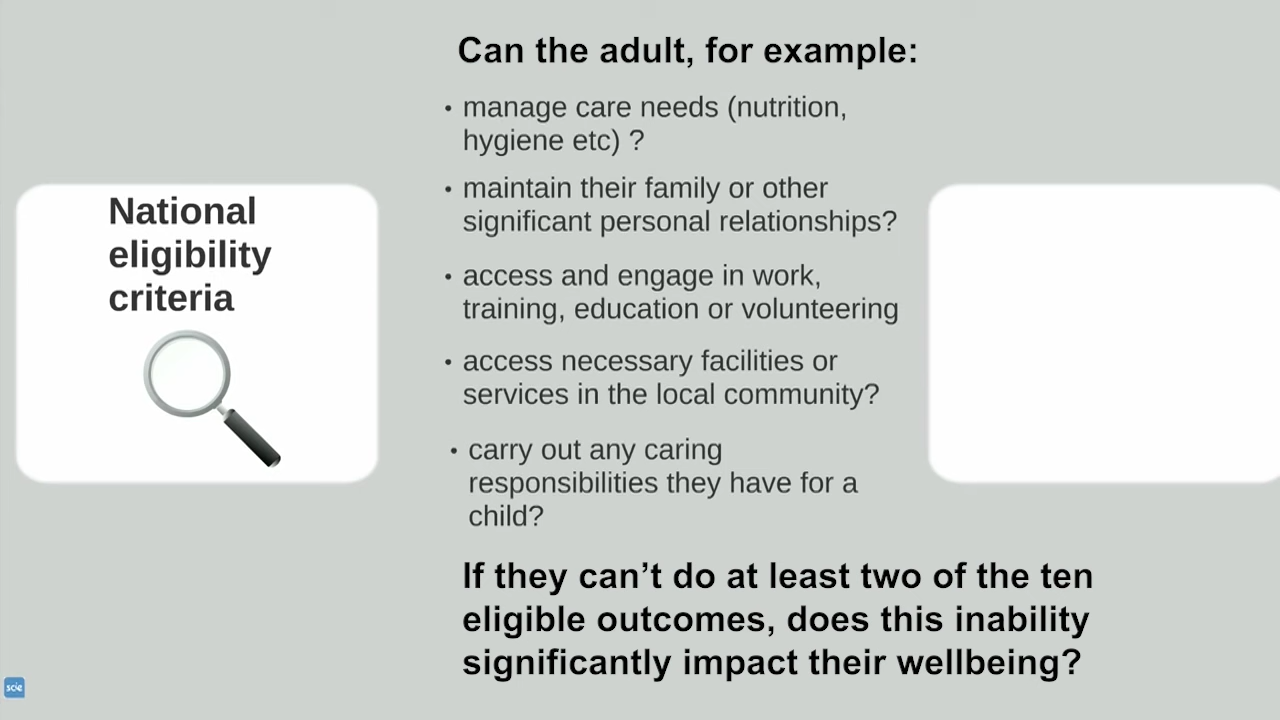 Can the adult, for example:
• manage care needs (nutrition,
hygiene etc) ?
• maintain their family or other
significant personal relationships?
• access and engage in work,
training, education or volunteering
• access necessary facilities or
services in the local community?
• carry out any caring
responsibilities they have for a
child?
National
eligibility
criteria
If they can’t do at least two of the ten
eligible outcomes, does this inability
significantly impact their wellbeing?
scie